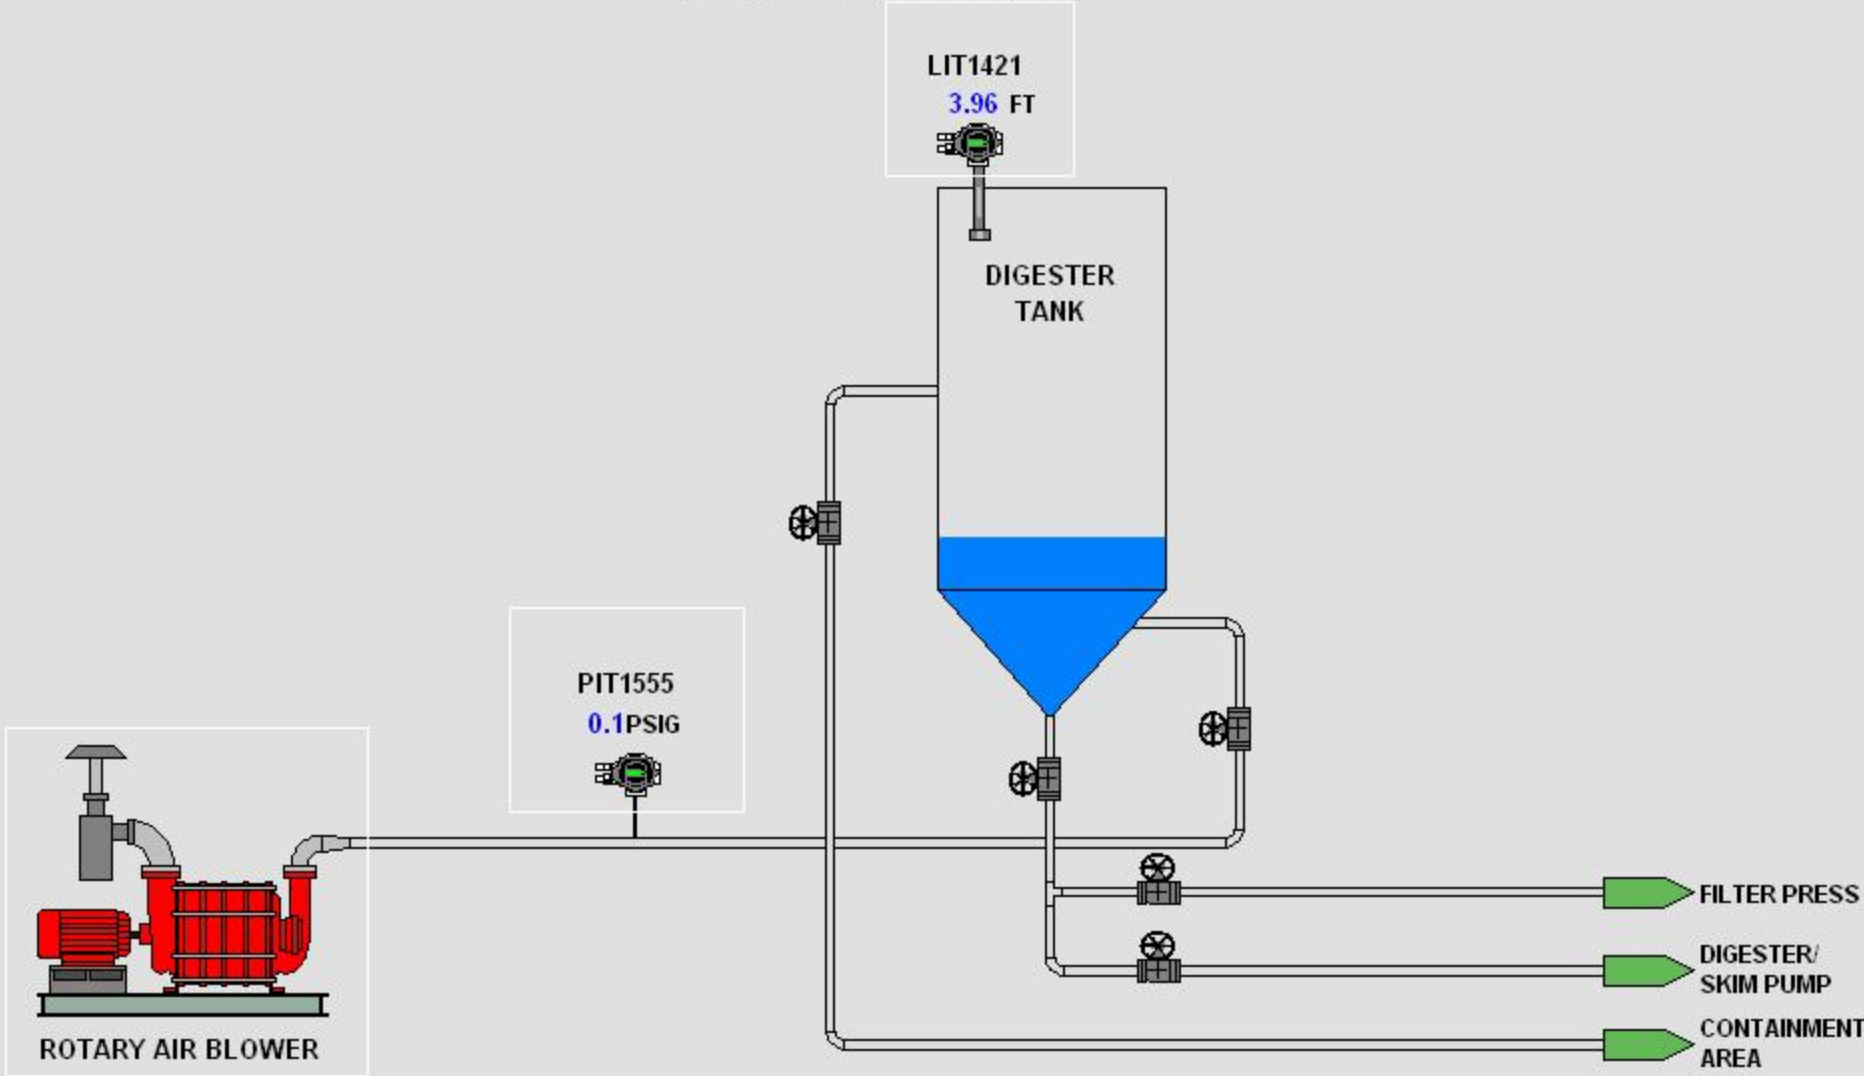 LIT1421
3.96 FT
DIGESTER
TANK
PIT1555
0.1PSIG
ROTARY AIR BLOWER
FILTER PRESS
DIGESTER/
SKIM PUMP
CONTAINMENT
AREA